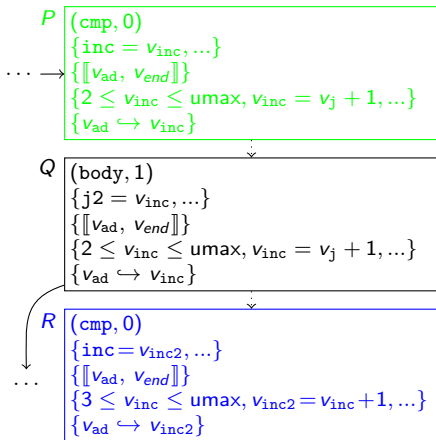 P
(cmp, 0)
{inc = v_inc, ...}
··· {⟦v_ad, v_end⟧}
{2 ≤ v_inc ≤ umax, v_inc = v_j + 1, ...}
{v_ad ↪ v_inc}
Q
(body, 1)
{j2 = v_inc, ...}
{⟦v_ad, v_end⟧}
{2 ≤ v_inc ≤ umax, v_inc = v_j + 1, ...}
{v_ad ↪ v_inc}
R
(cmp, 0)
{inc = v_inc2, ...}
··· {⟦v_ad, v_end⟧}
{3 ≤ v_inc ≤ umax, v_inc2 = v_inc + 1, ...}
{v_ad ↪ v_inc2}